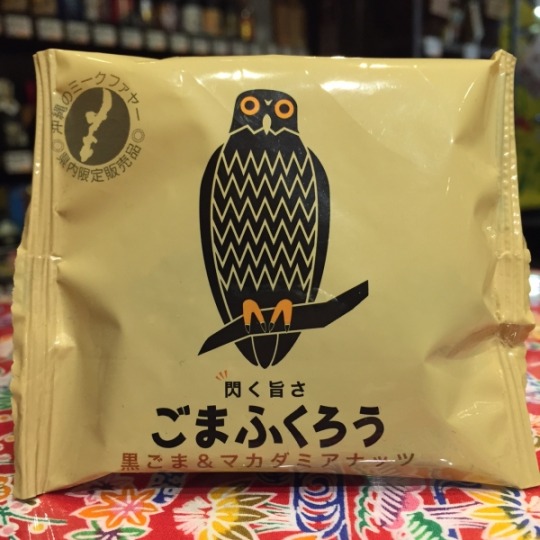 沖縄のミークファヤー
県内限定販売品
閃く旨さ
ごまふくろう
黒ごま&マカダミアナッツ